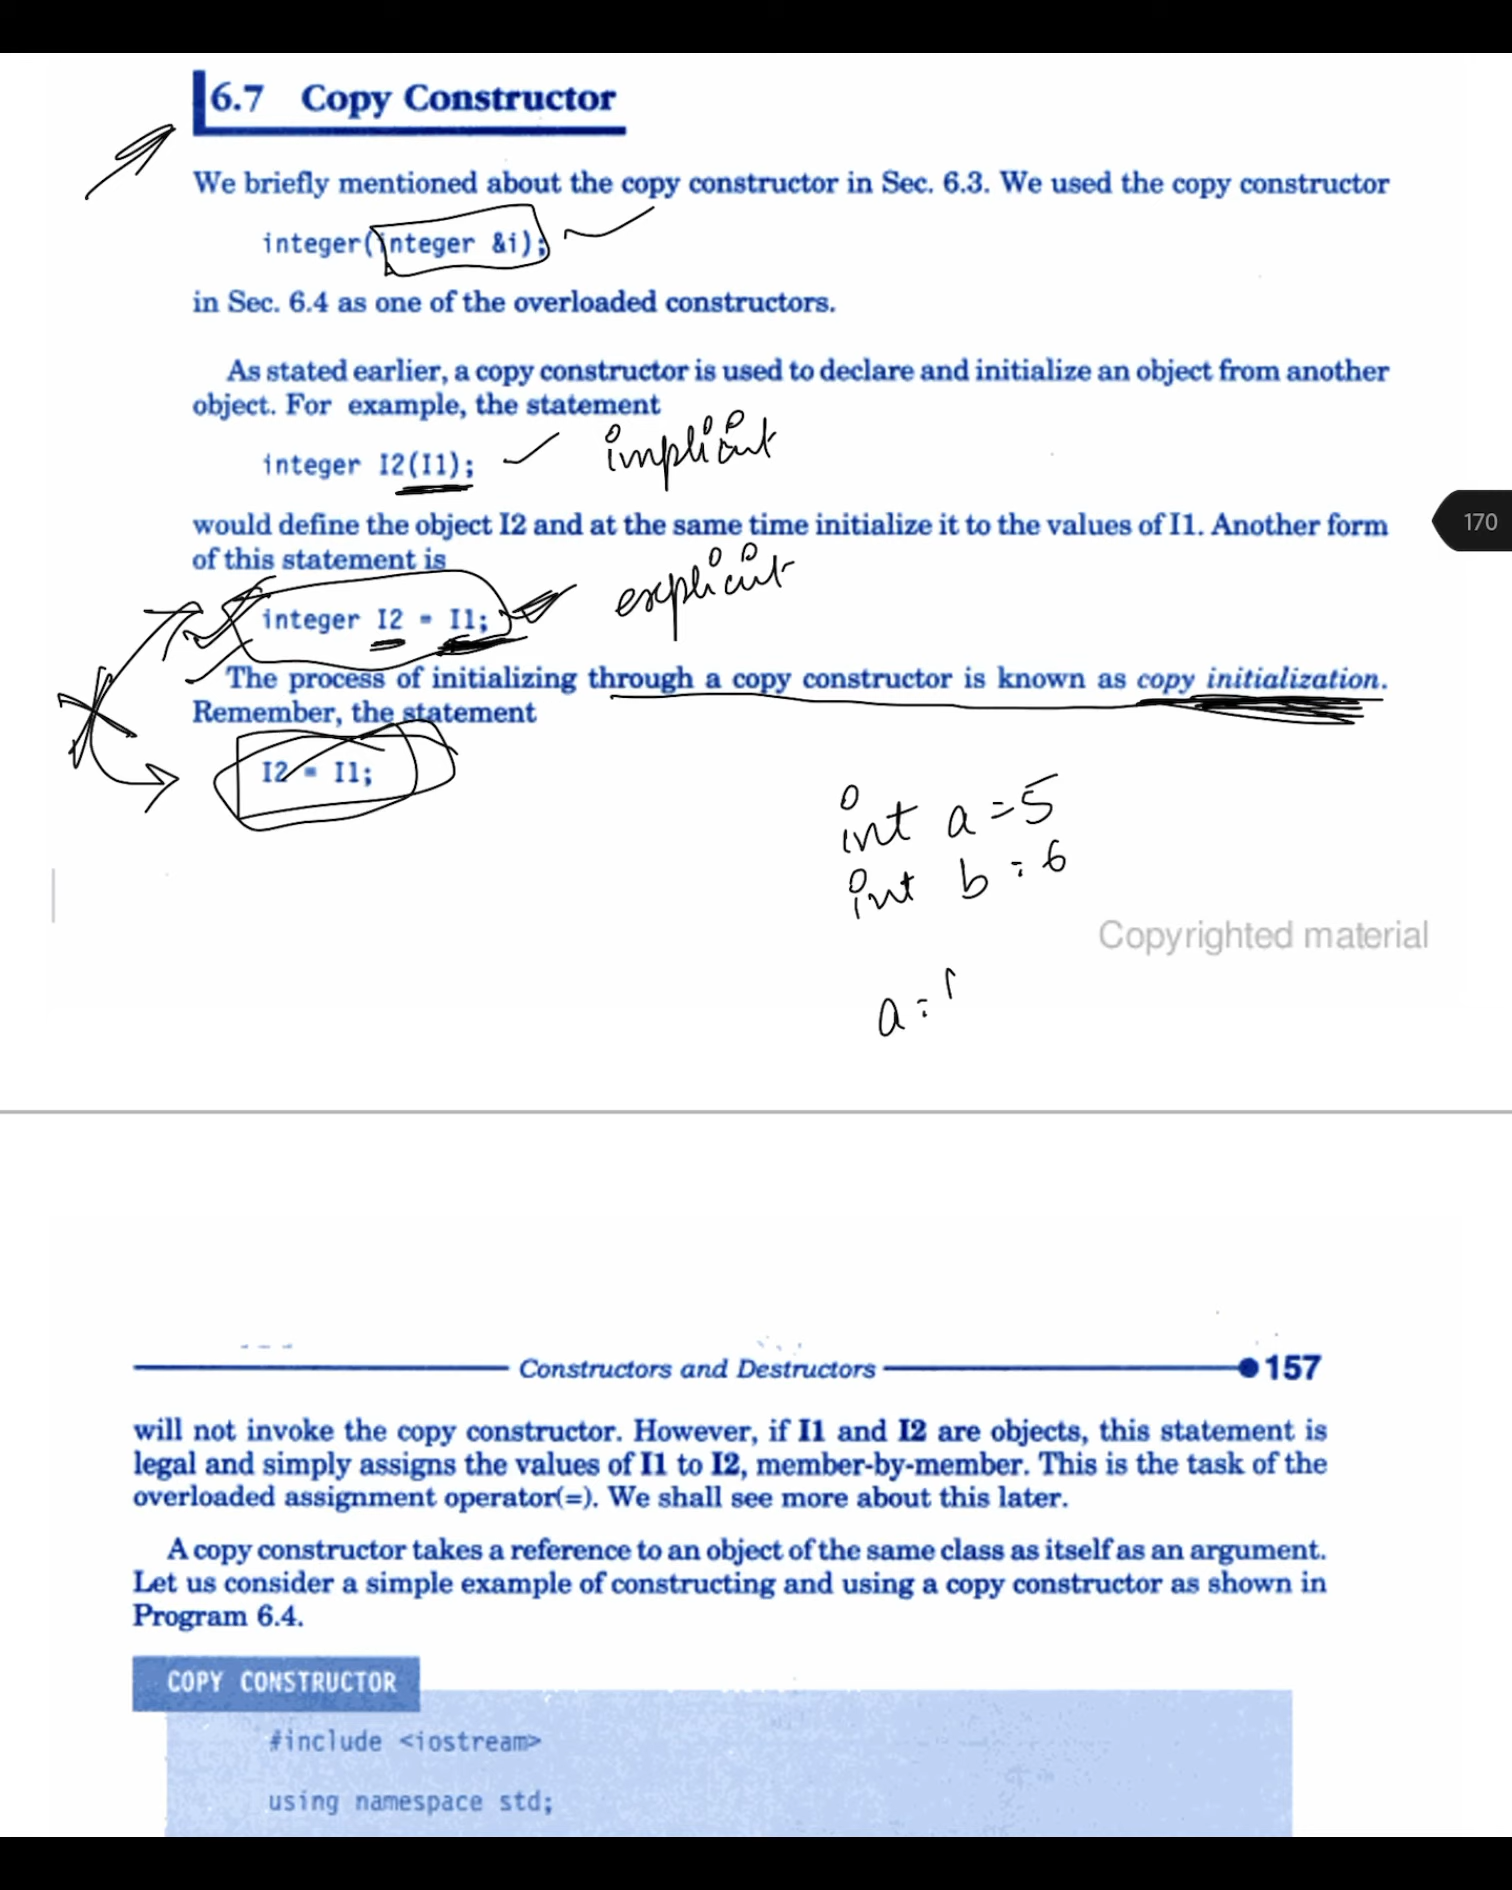 6.7 Copy Constructor
We briefly mentioned about the copy constructor in Sec. 6.3. We used the copy constructor
integer(integer &i);
in Sec. 6.4 as one of the overloaded constructors.
As stated earlier, a copy constructor is used to declare and initialize an object from another
object. For example, the statement
integer I2(I1);
implicit
would define the object I2 and at the same time initialize it to the values of I1. Another form
170
of this statement is
integer I2 = I1;
explicit
The process of initializing through a copy constructor is known as copy initialization.
Remember, the statement
I2 = I1;
int a = 5
int b = 6
Copyrighted material
a =
Constructors and Destructors 157
will not invoke the copy constructor. However, if I1 and I2 are objects, this statement is
legal and simply assigns the values of I1 to I2, member-by-member. This is the task of the
overloaded assignment operator(=). We shall see more about this later.
A copy constructor takes a reference to an object of the same class as itself as an argument.
Let us consider a simple example of constructing and using a copy constructor as shown in
Program 6.4.
COPY CONSTRUCTOR
#include <iostream>
using namespace std;